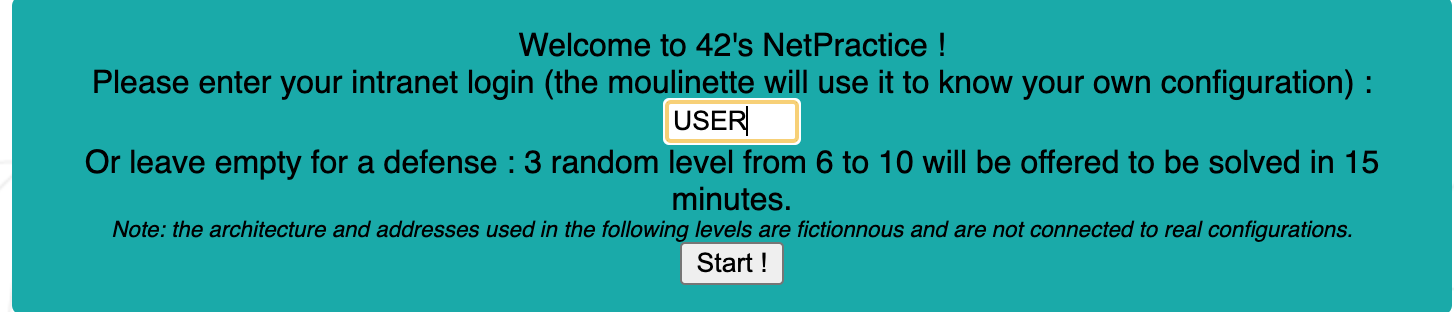 Welcome to 42's NetPractice !
Please enter your intranet login (the moulinette will use it to know your own configuration) :
USER
Or leave empty for a defense : 3 random level from 6 to 10 will be offered to be solved in 15
minutes.
Note: the architecture and addresses used in the following levels are fictionnous and are not connected to real configurations.
Start !